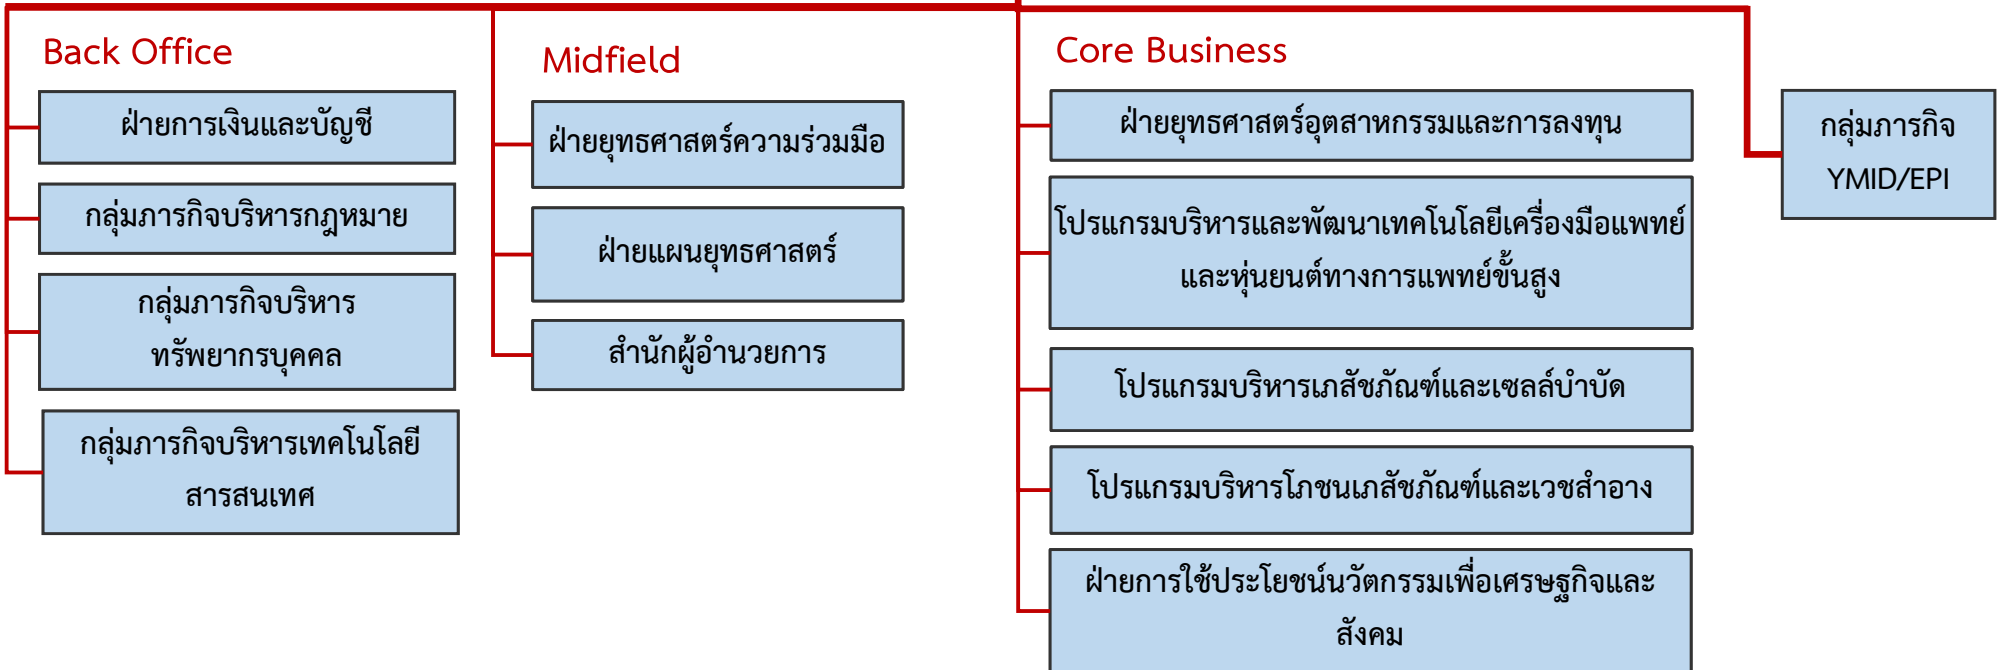 Back Office
ฝ่ายการเงินและบัญชี
กลุ่มภารกิจบริหารกฎหมาย
กลุ่มภารกิจบริหาร
ทรัพยากรบุคคล
กลุ่มภารกิจบริหารเทคโนโลยี
สารสนเทศ
Midfield
ฝ่ายยุทธศาสตร์ความร่วมมือ
ฝ่ายแผนยุทธศาสตร์
สำนักผู้อำนวยการ
Core Business
ฝ่ายยุทธศาสตร์อุตสาหกรรมและการลงทุน
โปรแกรมบริหารและพัฒนาเทคโนโลยีเครื่องมือแพทย์
และหุ่นยนต์ทางการแพทย์ขั้นสูง
โปรแกรมบริหารเภสัชภัณฑ์และเซลล์บำบัด
โปรแกรมบริหารโภชนเภสัชภัณฑ์และเวชสำอาง
ฝ่ายการใช้ประโยชน์นวัตกรรมเพื่อเศรษฐกิจและ
สังคม
กลุ่มภารกิจ
YMID/EPI